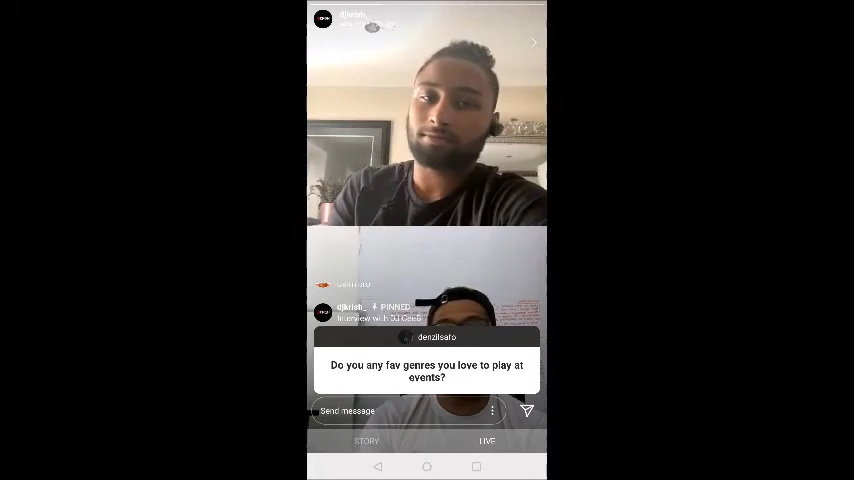 djkrish_
djkrish_ PINNED
Interview with DJ CeeB
denzilsafo
Do you any fav genres you love to play at
events?
Send message
STORY
LIVE